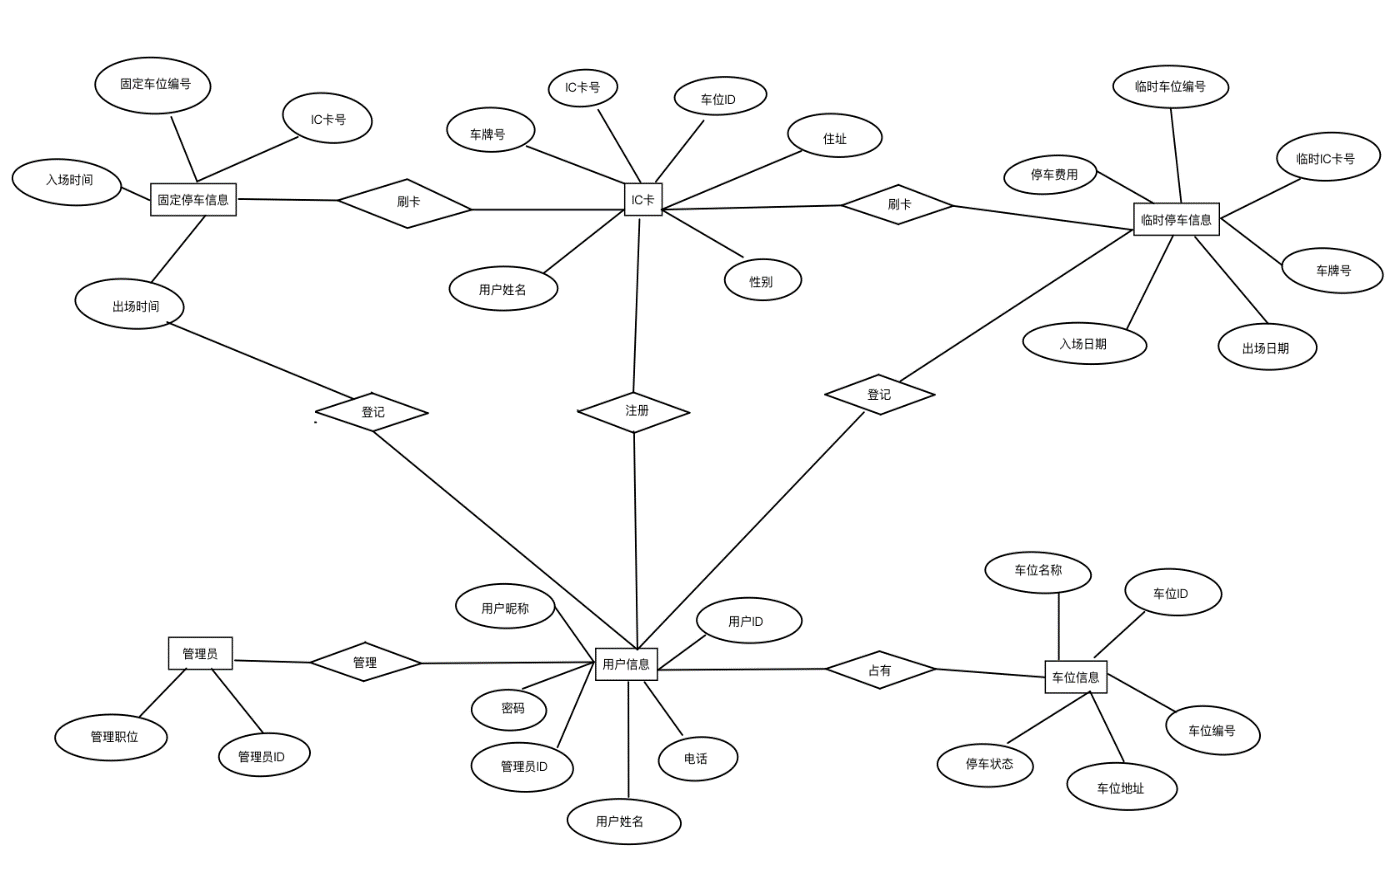 固定车位编号
IC卡号
入场时间
固定停车信息
出场时间
刷卡
IC卡号
车位ID
车牌号
住址
IC卡
用户姓名
性别
刷卡
临时车位编号
临时IC卡号
停车费用
临时停车信息
车牌号
入场日期
出场日期
登记
注册
登记
用户昵称
用户ID
管理员
管理
用户信息
密码
管理员ID
电话
用户姓名
管理职位
管理员ID
占有
车位名称
车位ID
车位信息
车位编号
停车状态
车位地址